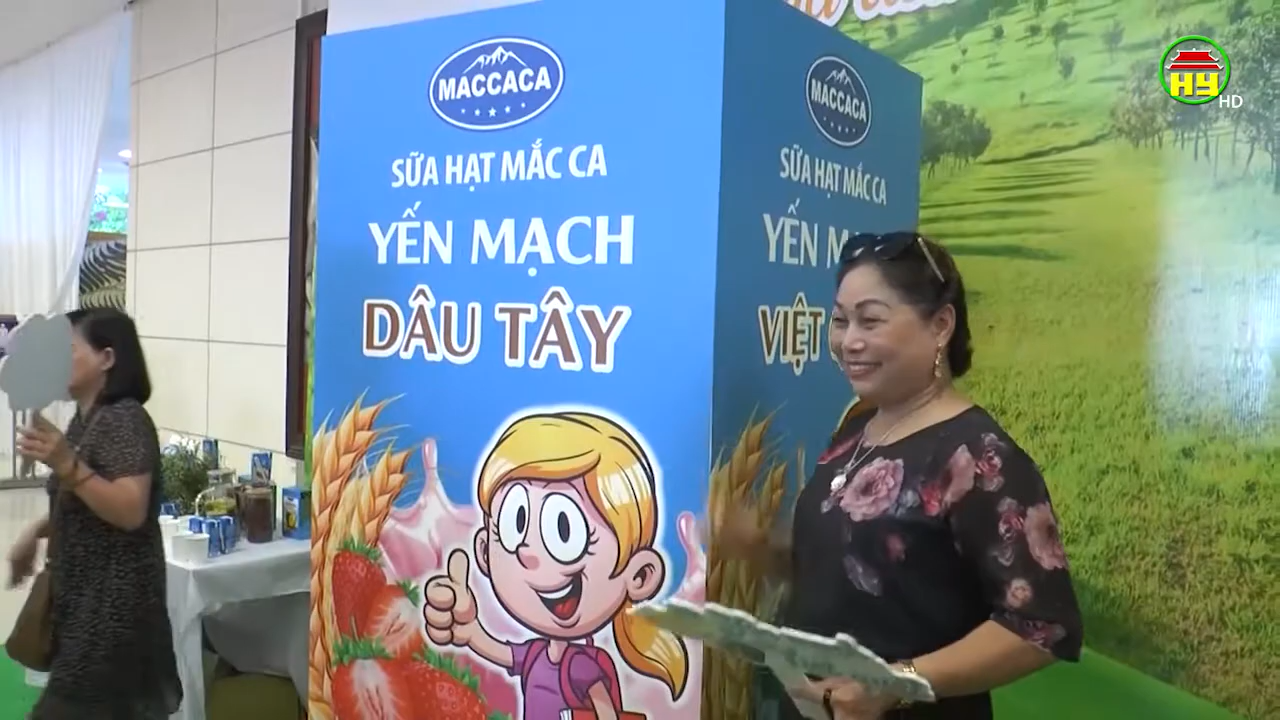 MACCACA
SỮA HẠT MẮC CA
YẾN MẠCH
DÂU TÂY
MACCACA
SỮA HẠT MẮC CA
YẾN
VIỆT
HY
HD